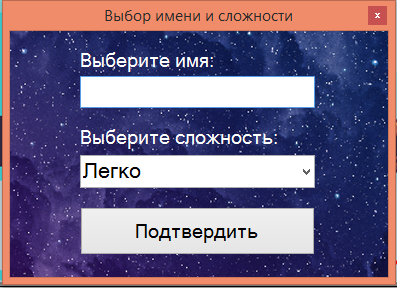 Выбор имени и сложности
x
Выберите имя:
Выберите сложность:
Легко
Подтвердить